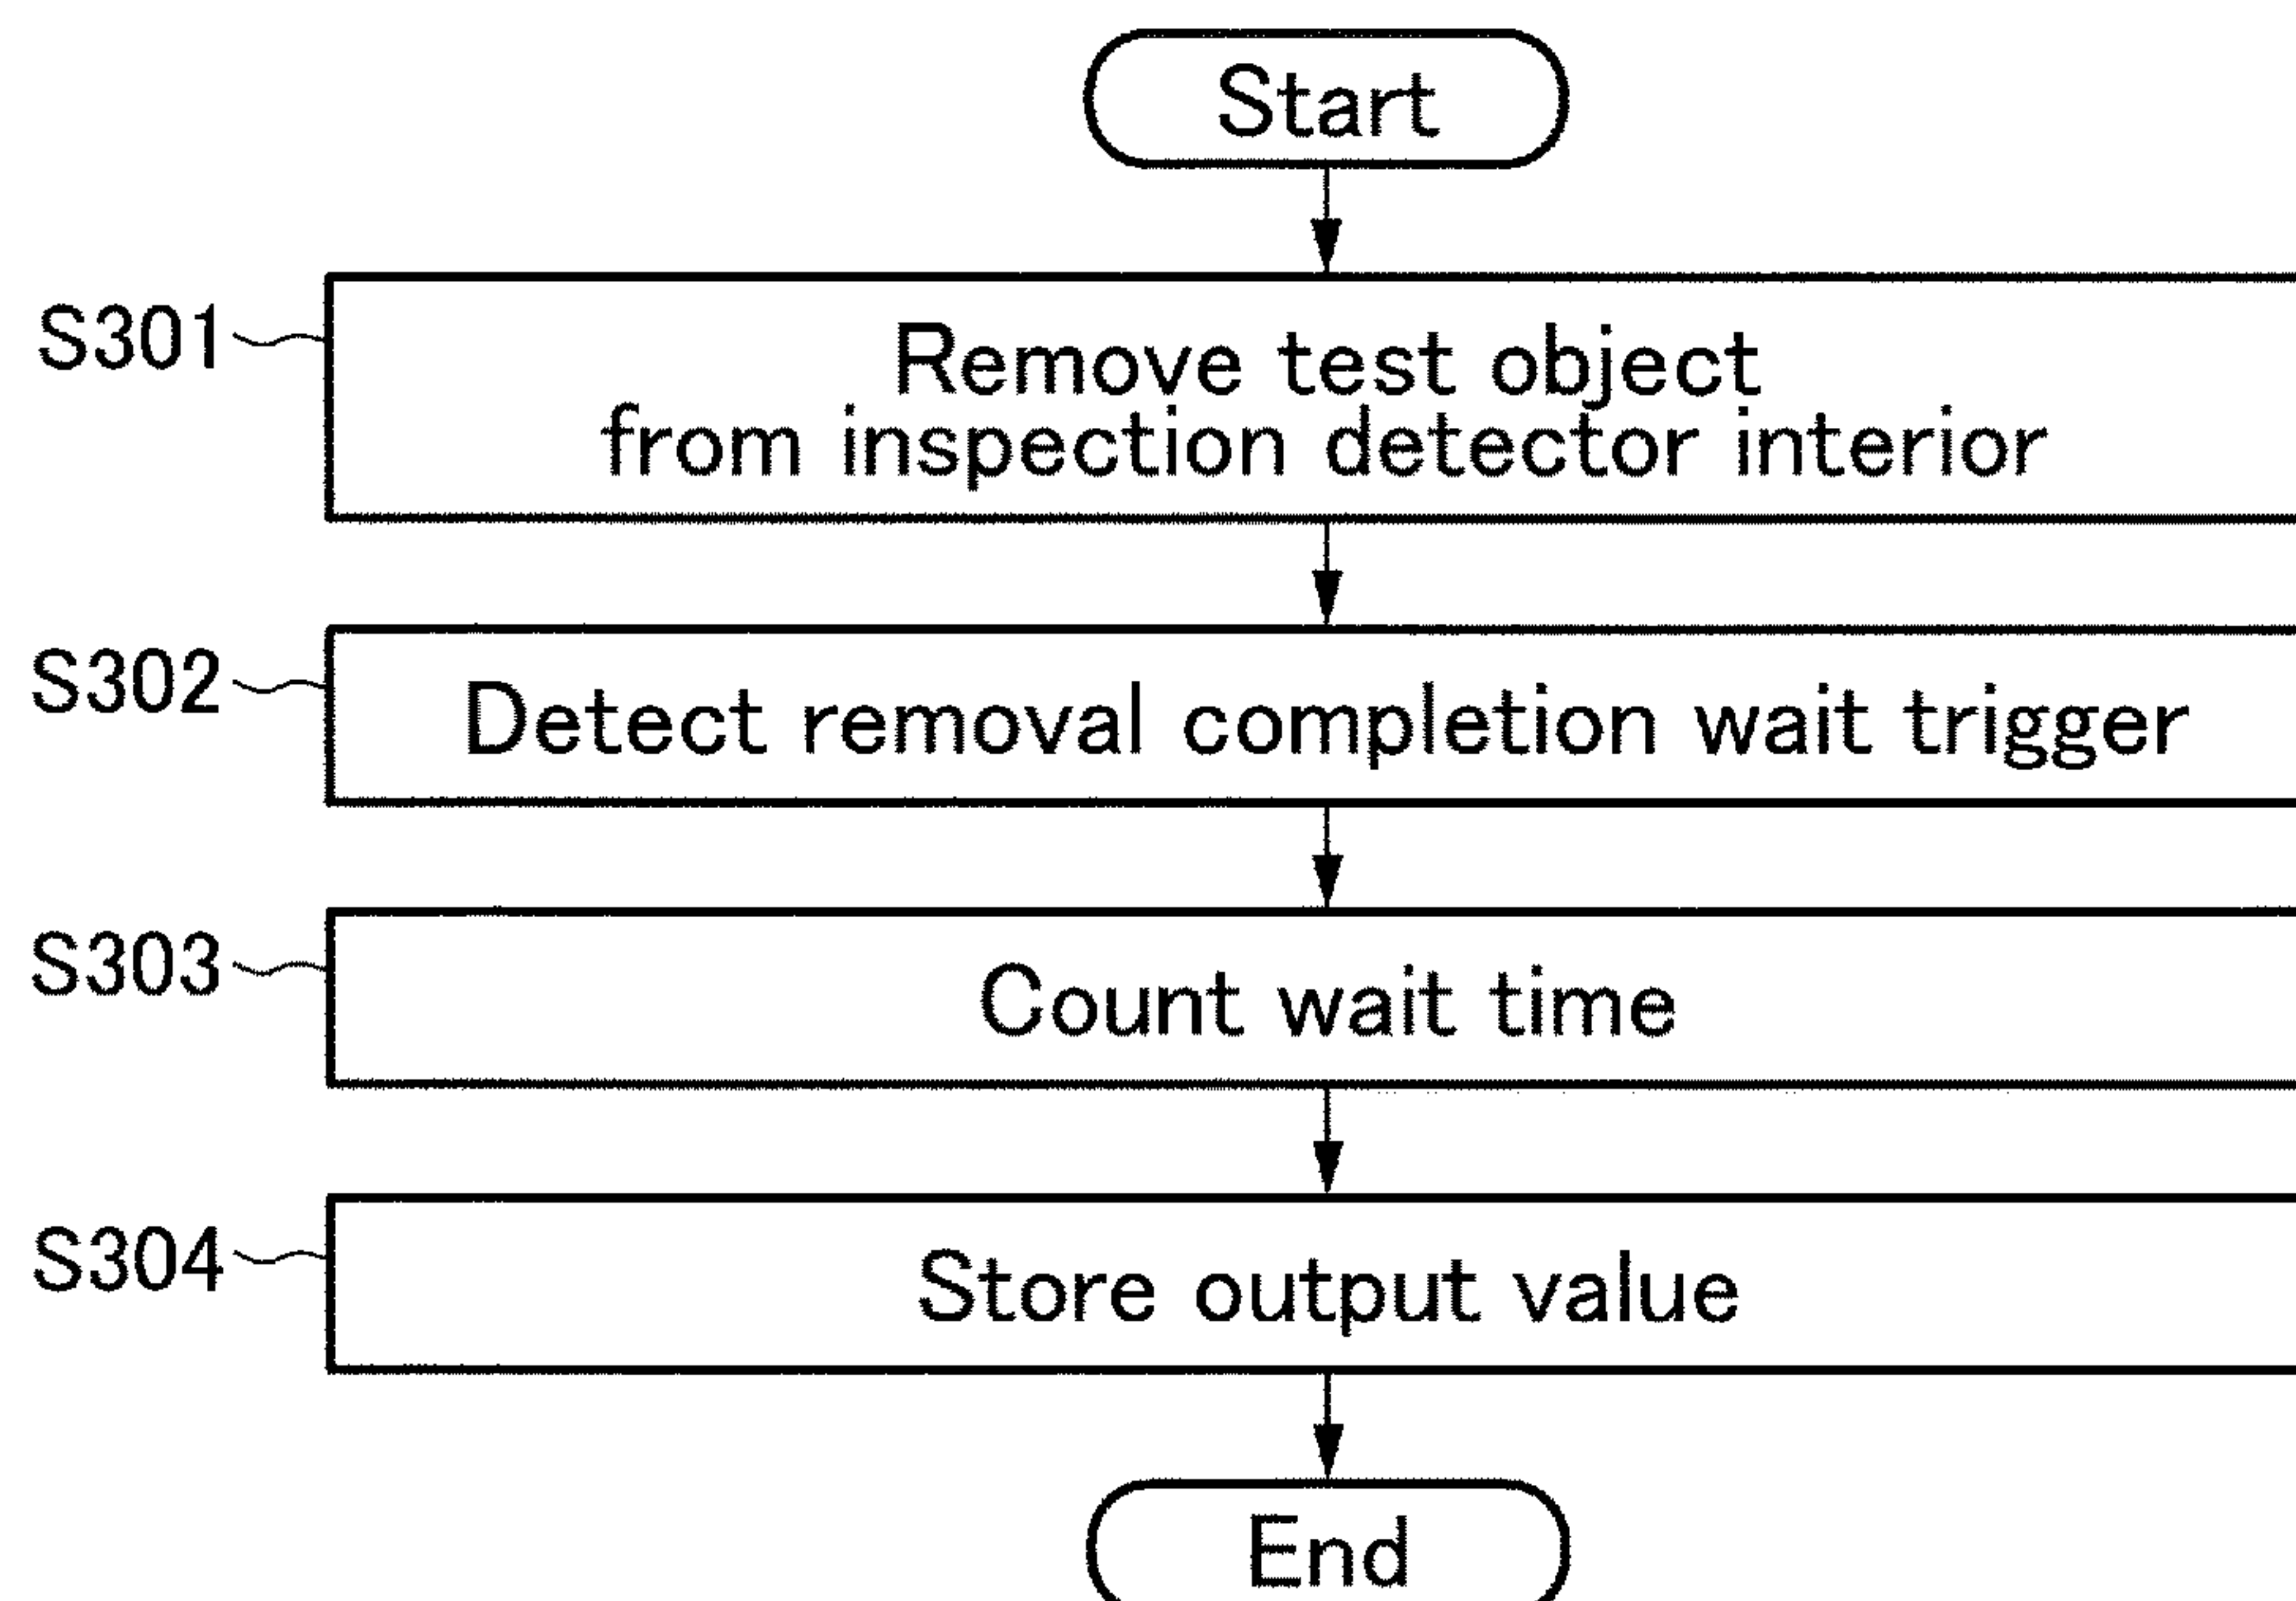 Start
S301
Remove test object
from inspection detector interior
S302
Detect removal completion wait trigger
S303
Count wait time
S304
Store output value
End